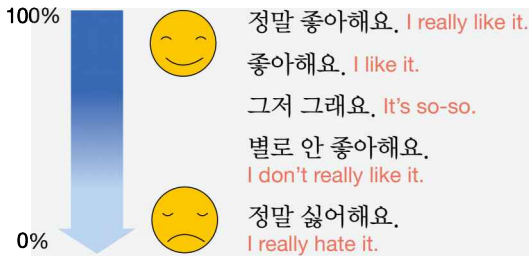 100%
정말 좋아해요. I really like it.
좋아해요. I like it.
그저 그래요. It's so-so.
별로 안 좋아해요.
I don't really like it.
정말 싫어해요.
0%
I really hate it.